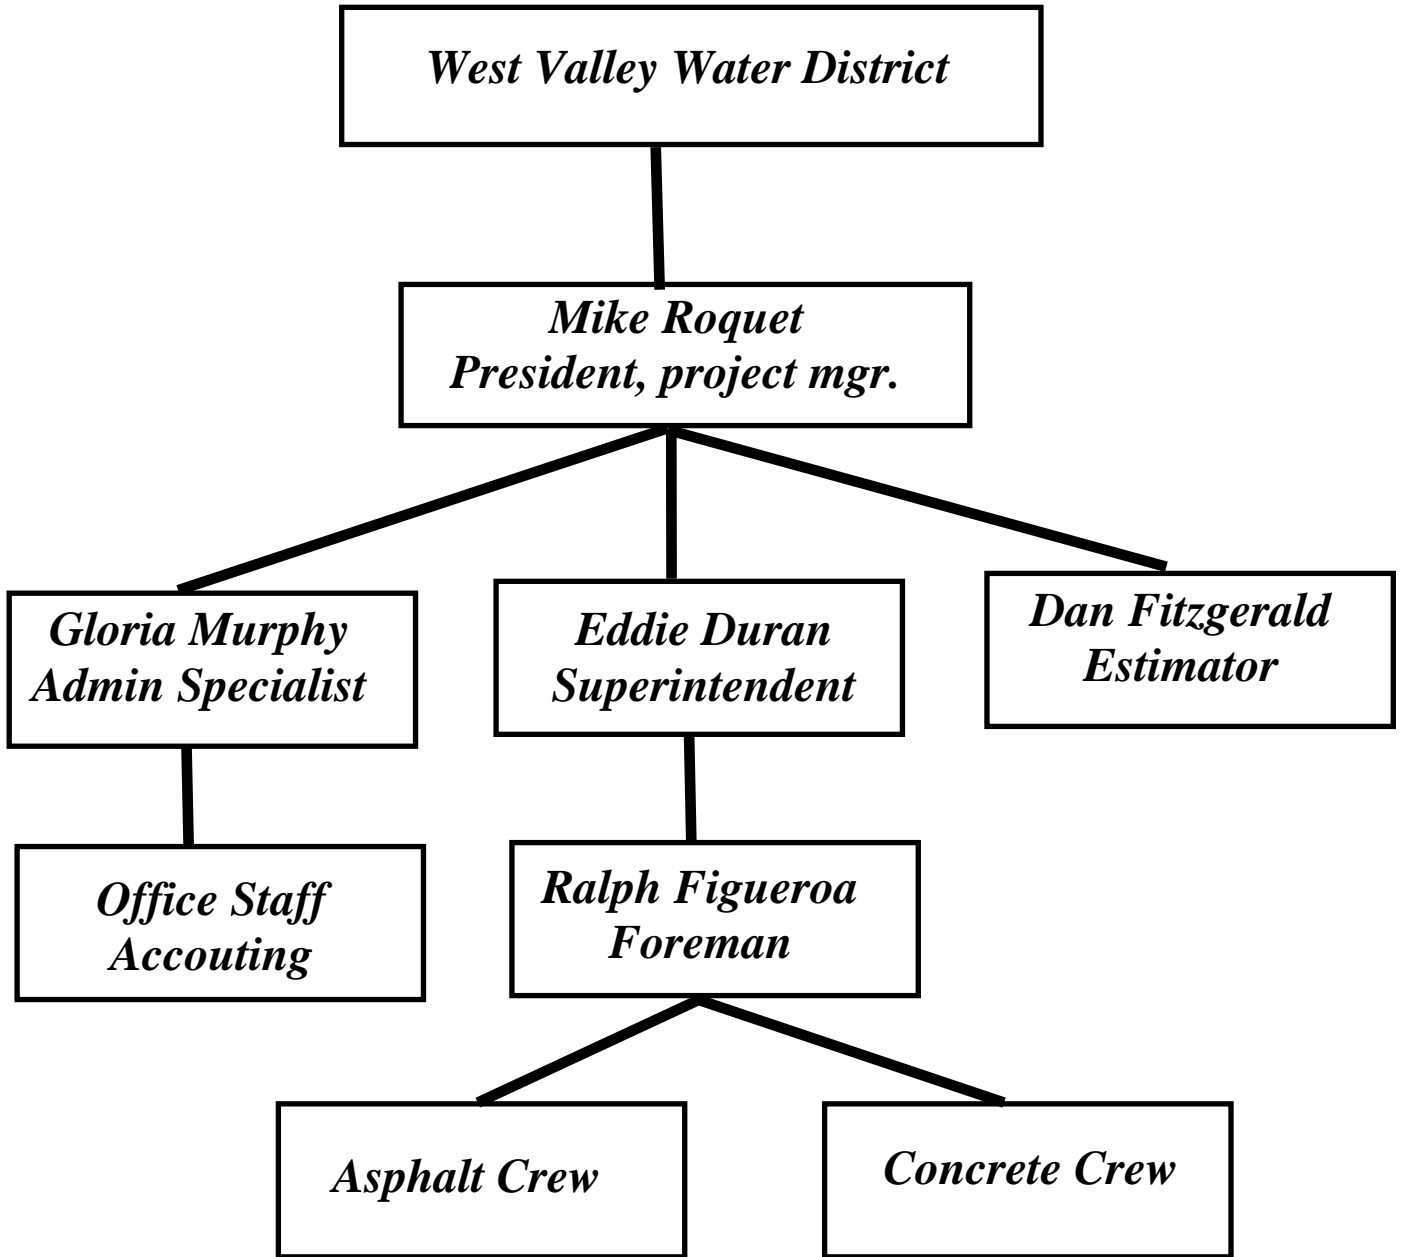 West Valley Water District
Mike Roquet
President, project mgr.
Gloria Murphy
Admin Specialist
Eddie Duran
Superintendent
Dan Fitzgerald
Estimator
Office Staff
Accouting
Ralph Figueroa
Foreman
Asphalt Crew
Concrete Crew